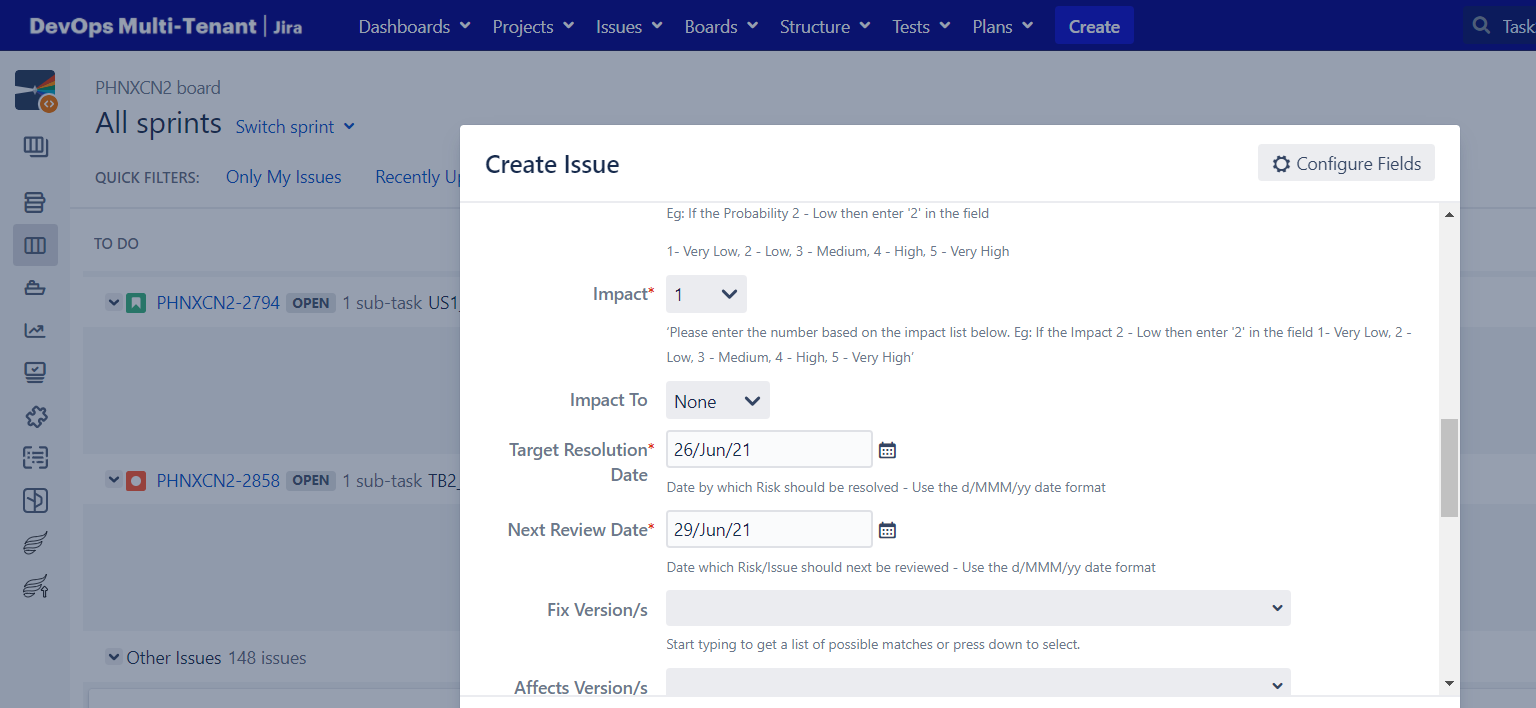 DevOps Multi-Tenant | Jira
Dashboards Projects Issues Boards Structure Tests Plans Create Task
PHNXCN2 board
All sprints Switch sprint
QUICK FILTERS: Only My Issues Recently Up
TO DO
PHNXCN2-2794 OPEN 1 sub-task US1_
PHNXCN2-2858 OPEN 1 sub-task TB2_
Other Issues 148 issues
Create Issue
Configure Fields
Eg: If the Probability 2 - Low then enter '2' in the field
1- Very Low, 2 - Low, 3 - Medium, 4 - High, 5 - Very High
Impact* 1
'Please enter the number based on the impact list below. Eg: If the Impact 2 - Low then enter '2' in the field 1- Very Low, 2 -
Low, 3 - Medium, 4 - High, 5 - Very High'
Impact To None
Target Resolution* 26/Jun/21
Date
Date by which Risk should be resolved - Use the d/MMM/yy date format
Next Review Date* 29/Jun/21
Date which Risk/Issue should next be reviewed - Use the d/MMM/yy date format
Fix Version/s
Start typing to get a list of possible matches or press down to select.
Affects Version/s